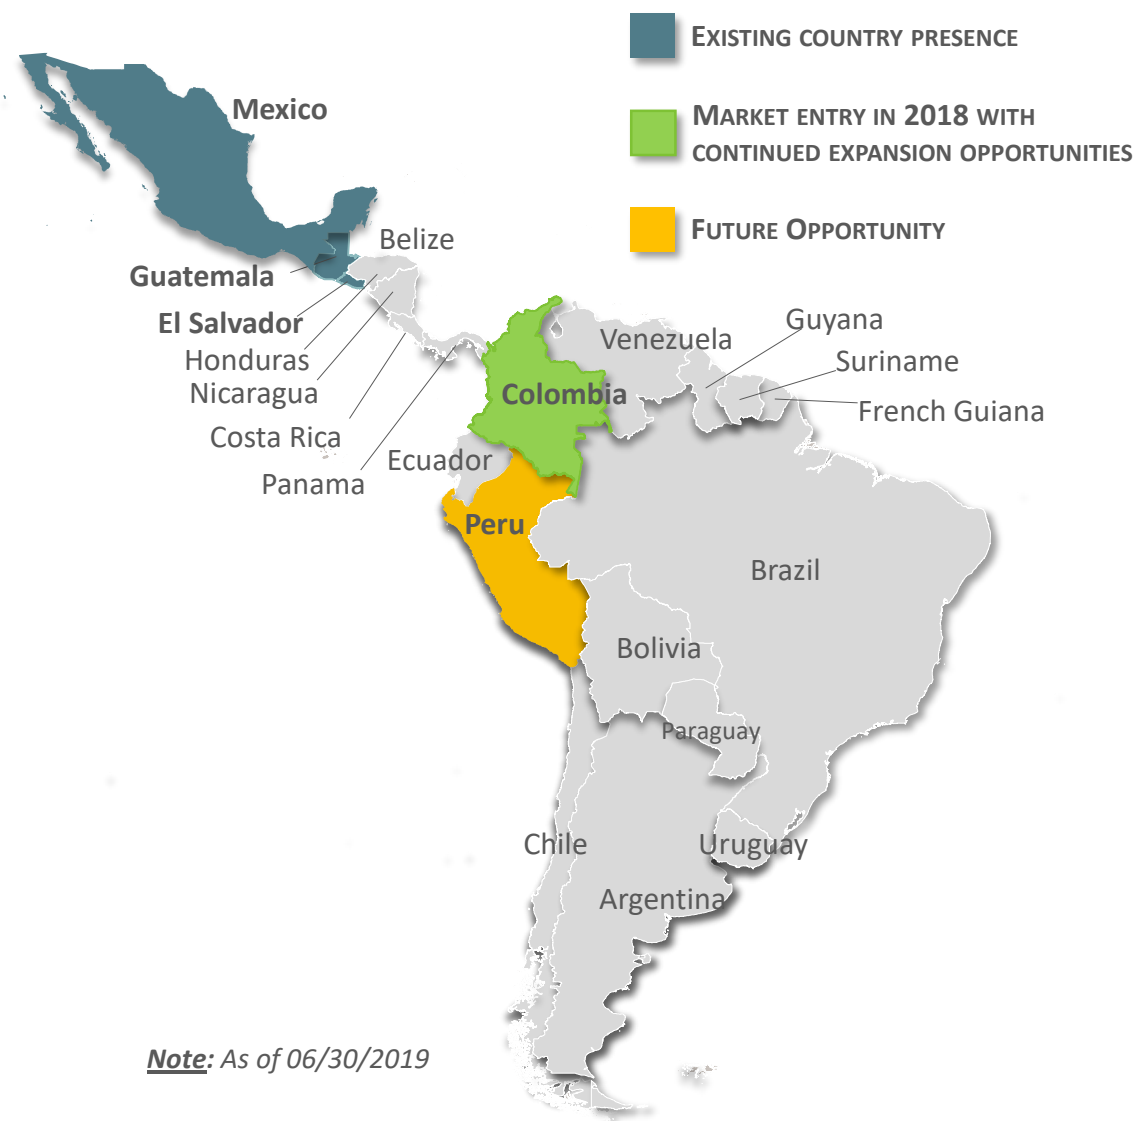 EXISTING COUNTRY PRESENCE
Mexico
MARKET ENTRY IN 2018 WITH
CONTINUED EXPANSION OPPORTUNITIES
FUTURE OPPORTUNITY
Belize
Guatemala
El Salvador
Honduras
Nicaragua
Costa Rica
Panama
Venezuela
Guyana
Suriname
French Guiana
Colombia
Ecuador
Peru
Brazil
Bolivia
Paraguay
Chile
Uruguay
Argentina
Note: As of 06/30/2019